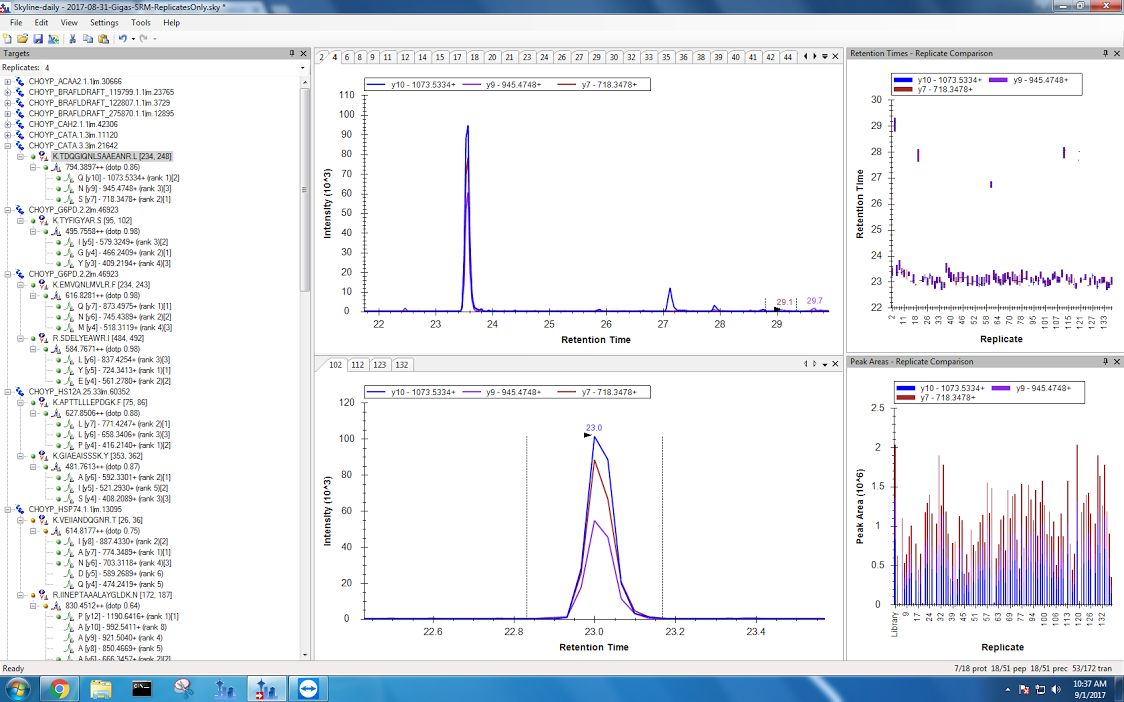 Skyline-daily - 2017-08-31-Gigas-SRM-ReplicatesOnly.sky *
File Edit View Settings Tools Help
Targets
Replicates: 4
CHOYP_ACAA2.1.1|m.30666
CHOYP_BRAFLDRAFT_119799.1.1|m.23765
CHOYP_BRAFLDRAFT_122807.1.1|m.3729
CHOYP_BRAFLDRAFT_275870.1.1|m.12895
CHOYP_CAH2.1.1|m.42306
CHOYP_CATA.1.3|m.11120
CHOYP_CATA.3.3|m.21642
K.TDQGIQNLSAAEANR.L [234, 248]
794.3897++ (dotp 0.86)
Q [y10] - 1073.5334+ (rank 1)[2]
N [y9] - 945.4748+ (rank 3)[3]
S [y7] - 718.3478+ (rank 2)[1]
CHOYP_G6PD.2.2|m.46923
K.TYFIGYAR.S [95, 102]
495.7558++ (dotp 0.98)
I [y5] - 579.3249+ (rank 3)[2]
G [y4] - 466.2409+ (rank 2)[1]
Y [y3] - 409.2194+ (rank 4)[3]
CHOYP_G6PD.2.2|m.46923
K.EMVQNLMVLR.F [234, 243]
616.8281++ (dotp 0.98)
Q [y7] - 873.4975+ (rank 1)[1]
N [y6] - 745.4389+ (rank 2)[2]
M [y4] - 518.3119+ (rank 4)[3]
R.SDELYEAWR.I [484, 492]
584.7671++ (dotp 0.98)
L [y6] - 837.4254+ (rank 3)[3]
Y [y5] - 724.3413+ (rank 1)[1]
E [y4] - 561.2780+ (rank 2)[2]
CHOYP_HS12A.25.33|m.60352
K.APTTLLLEPDGK.F [75, 86]
627.8506++ (dotp 0.88)
L [y7] - 771.4247+ (rank 2)[1]
L [y6] - 658.3406+ (rank 3)[3]
P [y4] - 416.2140+ (rank 1)[2]
K.GIAEAISSSK.Y [353, 362]
481.7613++ (dotp 0.87)
A [y6] - 592.3301+ (rank 2)[1]
I [y5] - 521.2930+ (rank 5)[2]
S [y4] - 408.2089+ (rank 3)[3]
CHOYP_HSP74.1.1|m.13095
K.VEIIANDQGNR.T [26, 36]
614.8177++ (dotp 0.75)
I [y8] - 887.4330+ (rank 2)[2]
A [y7] - 774.3489+ (rank 1)[1]
N [y6] - 703.3118+ (rank 4)[3]
D [y5] - 589.2689+ (rank 6)
Q [y4] - 474.2419+ (rank 5)
R.IINEPTAAALAYGLDK.N [172, 187]
830.4512++ (dotp 0.64)
P [y12] - 1190.6416+ (rank 1)[1]
A [y10] - 992.5411+ (rank 8)
A [y9] - 921.5040+ (rank 4)
A [y8] - 850.4669+ (rank 5)
A [y6] - 666.3457+ (rank 2)[2]
2 4 6 8 9 11 12 14 15 17 18 20 21 23 24 26 27 29 30 32 33 35 36 38 39 41 42 44
y10 - 1073.5334+ y9 - 945.4748+ y7 - 718.3478+
110
100
90
80
70
60
50
40
30
20
10
0
Intensity (10^3)
29.1 29.7
22 23 24 25 26 27 28 29
Retention Time
102 112 123 132
y10 - 1073.5334+ y9 - 945.4748+ y7 - 718.3478+
120
100
80
60
40
20
0
Intensity (10^3)
23.0
22.6 22.8 23.0 23.2 23.4
Retention Time
Retention Times - Replicate Comparison
y10 - 1073.5334+ y9 - 945.4748+
y7 - 718.3478+
30
29
28
27
26
25
24
23
22
Retention Time
2 11 18 26 33 40 46 52 58 64 70 78 84 90 95 101 107 115 121 127 133
Replicate
Peak Areas - Replicate Comparison
y10 - 1073.5334+ y9 - 945.4748+
y7 - 718.3478+
2.5
2
1.5
1
0.5
0
Peak Area (10^6)
Library 9 17 24 32 39 45 51 57 63 69 77 83 89 94 100 106 113 120 126 132
Replicate
Ready
7/18 prot 18/51 pep 18/51 prec 53/172 tran
10:37 AM
9/1/2017